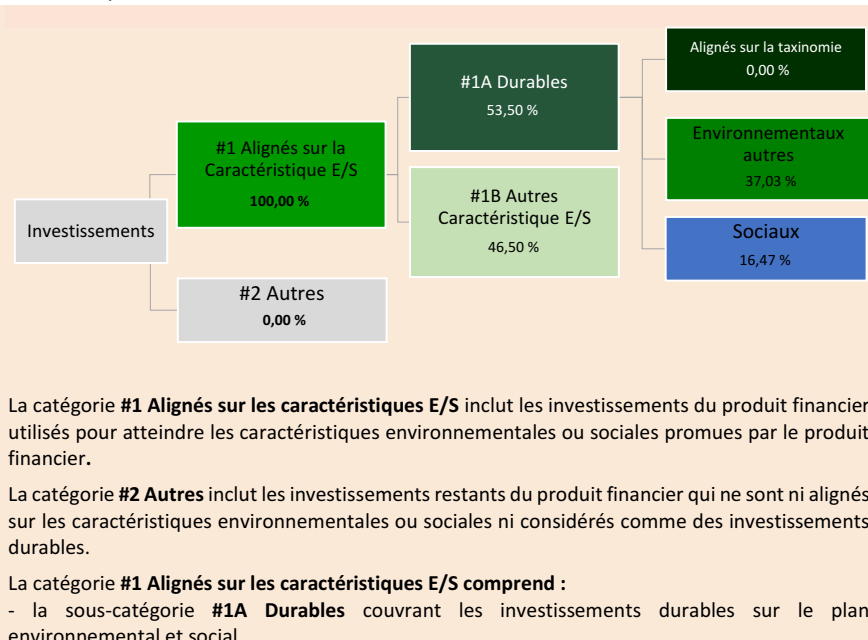 Investissements
#1 Alignés sur la
Caractéristique E/S
100,00 %
#2 Autres
0,00 %
#1A Durables
53,50 %
#1B Autres
Caractéristique E/S
46,50 %
Alignés sur la taxinomie
0,00 %
Environnementaux
autres
37,03 %
Sociaux
16,47 %
La catégorie #1 Alignés sur les caractéristiques E/S inclut les investissements du produit financier
utilisés pour atteindre les caractéristiques environnementales ou sociales promues par le produit
financier.
La catégorie #2 Autres inclut les investissements restants du produit financier qui ne sont ni alignés
sur les caractéristiques environnementales ou sociales ni considérés comme des investissements
durables.
La catégorie #1 Alignés sur les caractéristiques E/S comprend :
- la sous-catégorie #1A Durables couvrant les investissements durables sur le plan
environnemental et social